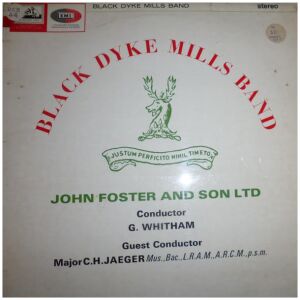 BLACK DYKE MILLS BAND
stereo
EMI
BLACK DYKE MILLS BAND
JUSTUM PERFICITO NIHIL TIMETO
JOHN FOSTER AND SON LTD
Conductor
G. WHITHAM
Guest Conductor
Major C.H. JAEGER Mus., Bac., L.R.A.M., A.R.C.M., p.s.m.